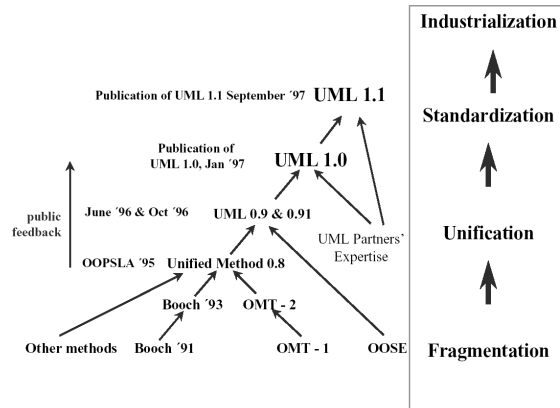 Industrialization
Publication of UML 1.1 September ´97 UML 1.1
Standardization
Publication of
UML 1.0, Jan ´97 UML 1.0
public
feedback
June ´96 & Oct ´96 UML 0.9 & 0.91
UML Partners’
Expertise
Unification
OOPSLA ´95 Unified Method 0.8
Booch ´93 OMT - 2
Other methods Booch ´91 OMT - 1 OOSE
Fragmentation